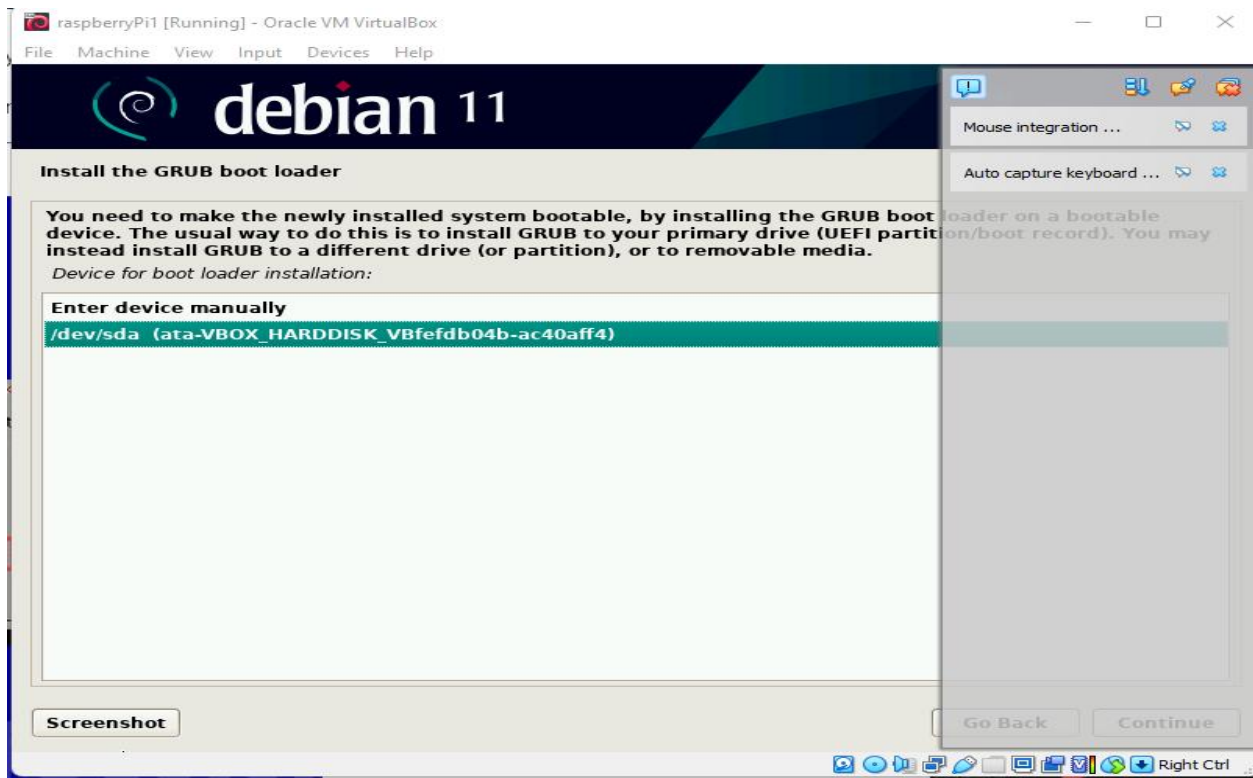 raspberryPi1 [Running] - Oracle VM VirtualBox
File Machine View Input Devices Help
debian 11
Mouse integration ...
Auto capture keyboard ...
Install the GRUB boot loader
You need to make the newly installed system bootable, by installing the GRUB boot loader on a bootable
device. The usual way to do this is to install GRUB to your primary drive (UEFI partition/boot record). You may
instead install GRUB to a different drive (or partition), or to removable media.
Device for boot loader installation:
Enter device manually
/dev/sda (ata-VBOX_HARDDISK_VBfefdb04b-ac40aff4)
Screenshot
Go Back
Continue
Right Ctrl